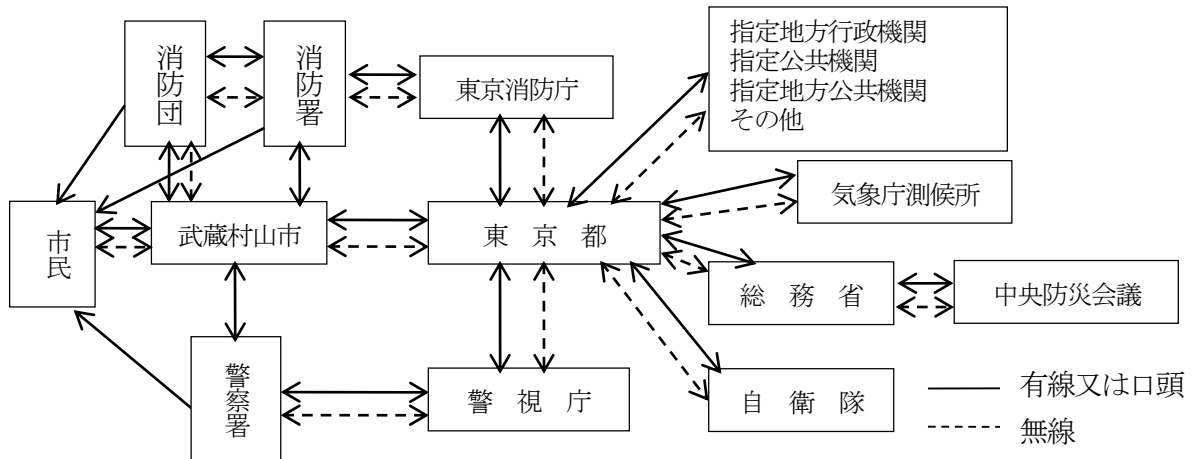 消防団
消防署
東京消防庁
指定地方行政機関
指定公共機関
指定地方公共機関
その他
気象庁測候所
市民
武蔵村山市
東 京 都
総 務 省
中央防災会議
警察署
警 視 庁
自 衛 隊
有線又は口頭
無線